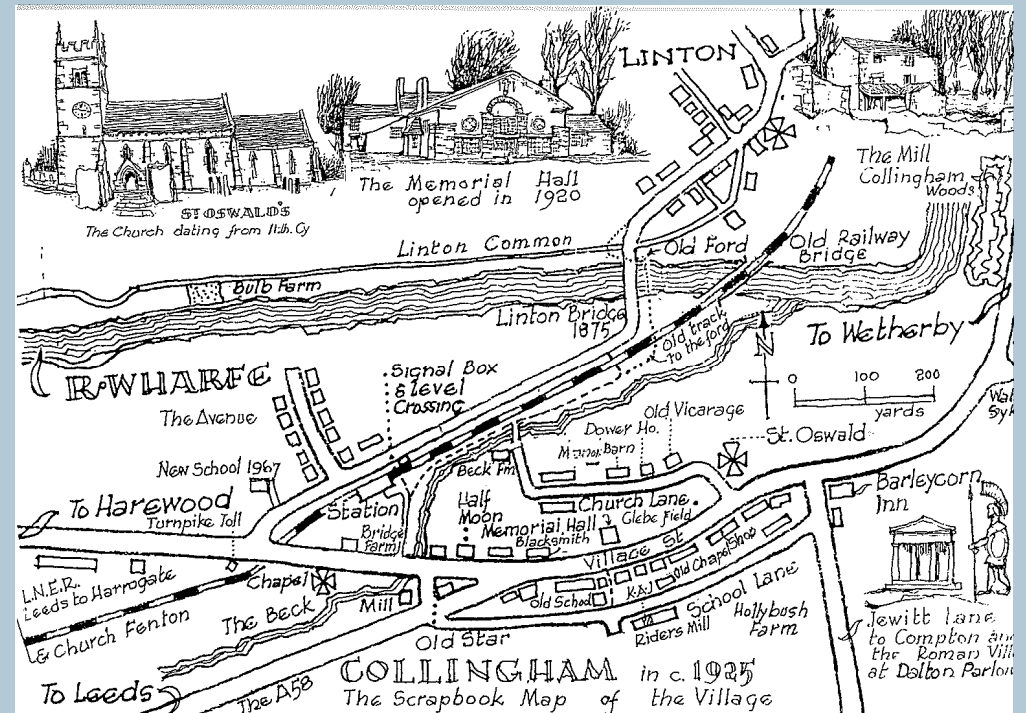 LINTON
The Memorial Hall
opened in 1920
ST OSWALD'S
The Church dating from 11th. Cy
The Mill
Collingham
Woods
Linton Common
Old Ford
Old Railway
Bridge
Bulb Farm
Linton Bridge
1875
Old track
to the ford
To Wetherby
N
R. WHARFE
Signal Box
& level
Crossing
0 100 200
yards
The Avenue
Old Vicarage
Dower Ho.
Barn
St. Oswald
New School 1967
Beck Fm
To Harewood
Turnpike Toll
Station
Half
Moon
Church Lane
Glebe Field
Barleycorn
Inn
Bridge
Farm
Memorial Hall
Blacksmith
Village St
Old Chapel
Shop
L.N.E.R.
Leeds to Harrogate
& Church Fenton
Chapel
Mill
The Beck
Old School
K.A.J
School Lane
Riders Mill
Hollybush
Farm
Old Star
Jewitt Lane
to Compton
the Roman
at Dalton
To Leeds
The A58
COLLINGHAM in c. 1925
The Scrapbook Map of the Village